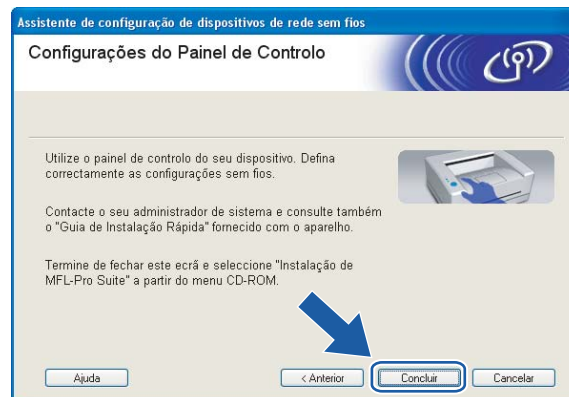 Assistente de configuração de dispositivos de rede sem fios
Configurações do Painel de Controlo
Utilize o painel de controlo do seu dispositivo. Defina
correctamente as configurações sem fios.
Contacte o seu administrador de sistema e consulte também
o "Guia de Instalação Rápida" fornecido com o aparelho.
Termine de fechar este ecrã e seleccione "Instalação de
MFL-Pro Suite" a partir do menu CD-ROM.
Ajuda
< Anterior
Concluir
Cancelar